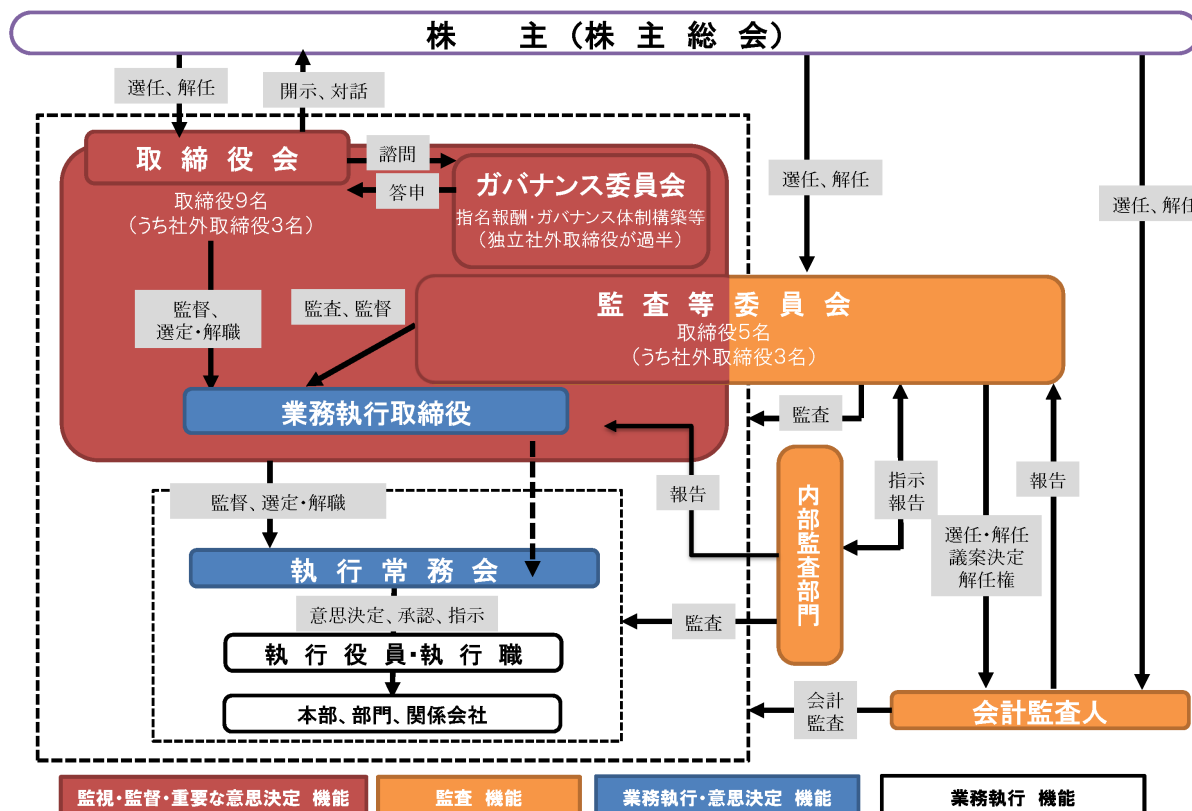 株 主（株 主 総 会）
選任、解任
開示、対話
取 締 役 会
諮問
答申
取締役9名
（うち社外取締役3名）
ガバナンス委員会
指名報酬・ガバナンス体制構築等
（独立社外取締役が過半）
選任、解任
選任、解任
監督、
選定・解職
監査、監督
監 査 等 委 員 会
取締役5名
（うち社外取締役3名）
業務執行取締役
監査
報告
内部監査部門
指示
報告
選任・解任
議案決定
解任権
報告
監督、選定・解職
執 行 常 務 会
意思決定、承認、指示
監査
執 行 役 員・執 行 職
本部、部門、関係会社
会計
監査
会計監査人
監視・監督・重要な意思決定 機能
監査 機能
業務執行・意思決定 機能
業務執行 機能